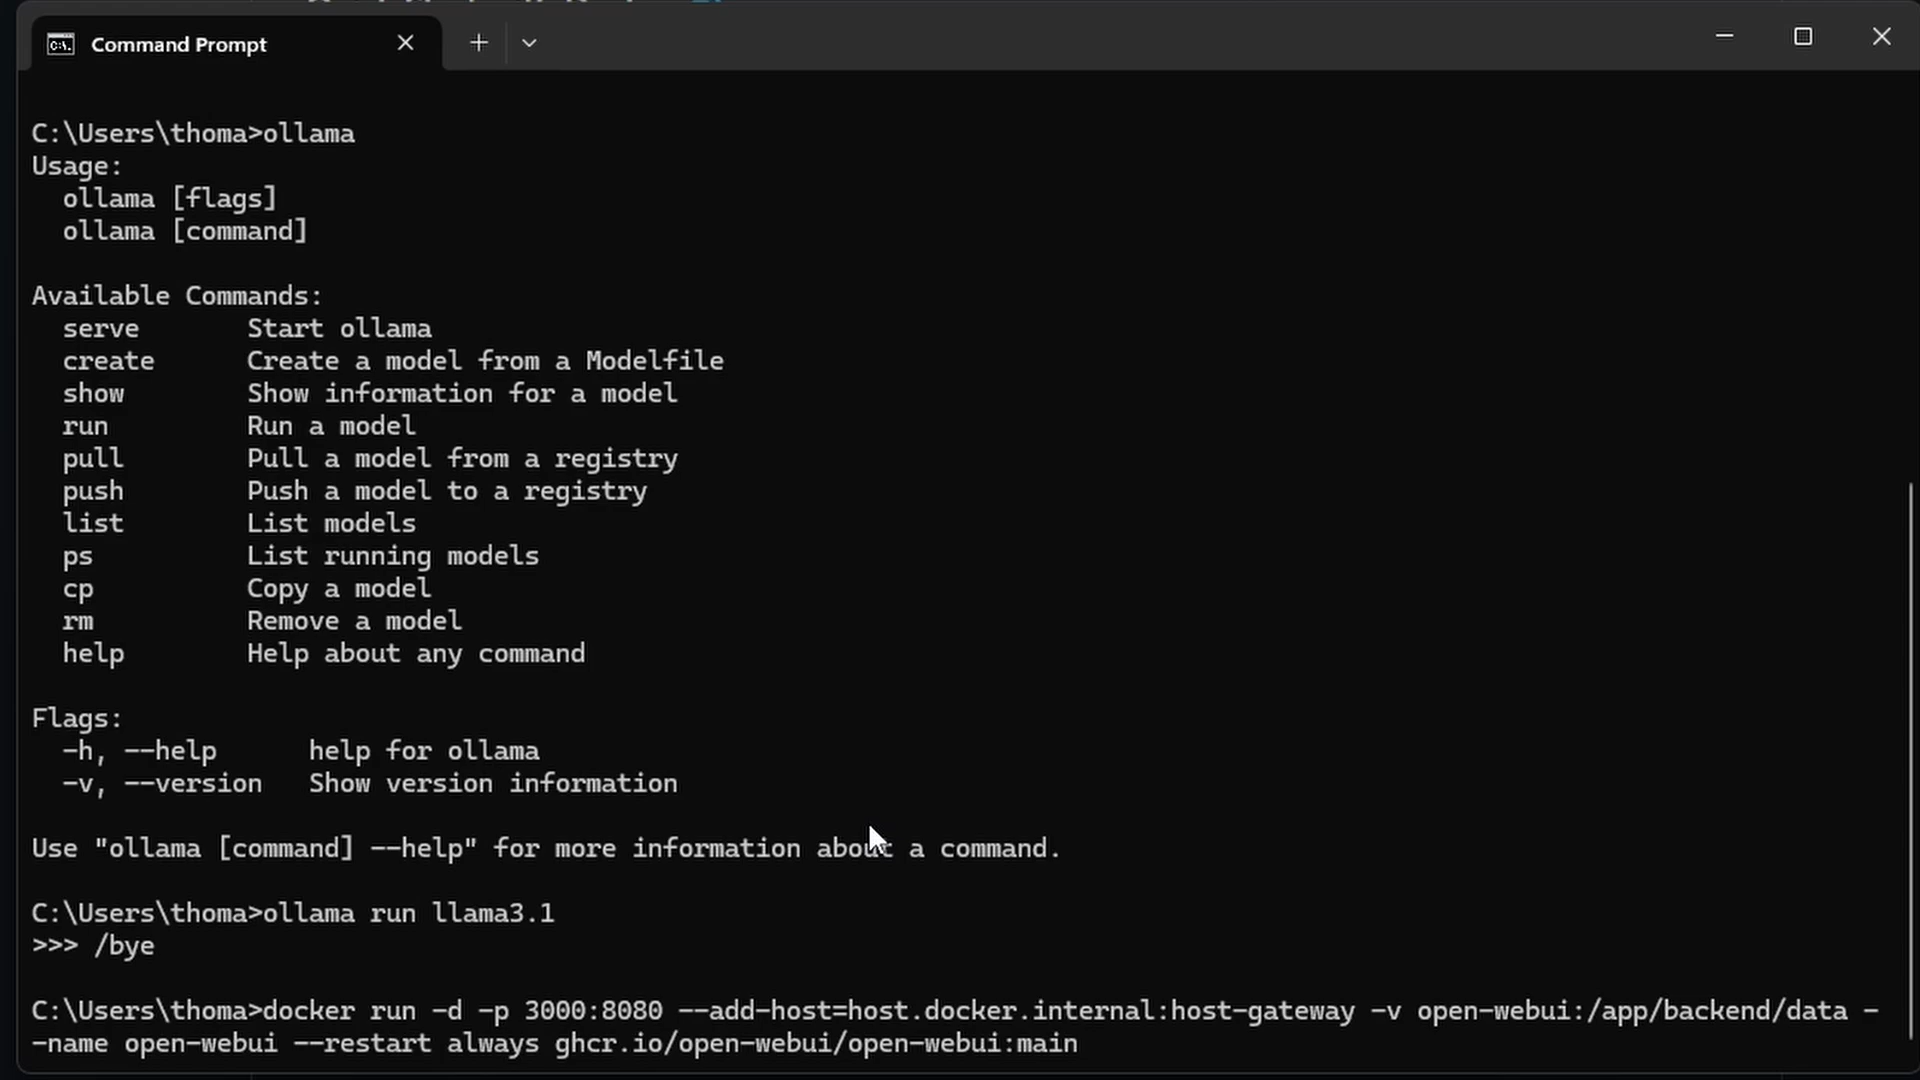 Command Prompt
C:\Users\thoma>ollama
Usage:
  ollama [flags]
  ollama [command]
Available Commands:
  serve       Start ollama
  create      Create a model from a Modelfile
  show        Show information for a model
  run         Run a model
  pull        Pull a model from a registry
  push        Push a model to a registry
  list        List models
  ps          List running models
  cp          Copy a model
  rm          Remove a model
  help        Help about any command
Flags:
  -h, --help      help for ollama
  -v, --version   Show version information
Use "ollama [command] --help" for more information about a command.
C:\Users\thoma>ollama run llama3.1
>>> /bye
C:\Users\thoma>docker run -d -p 3000:8080 --add-host=host.docker.internal:host-gateway -v open-webui:/app/backend/data -
-name open-webui --restart always ghcr.io/open-webui/open-webui:main